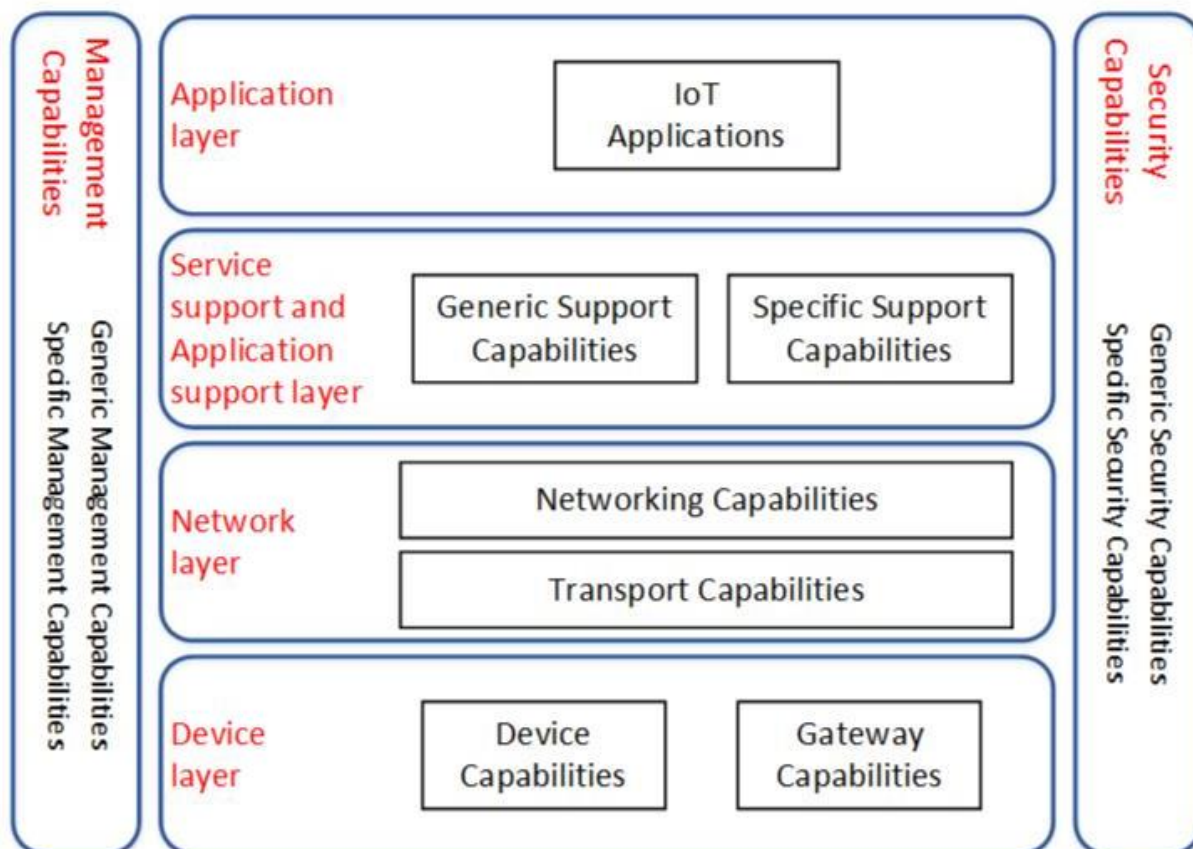 Management
Capabilities
Generic Management Capabilities
Specific Management Capabilities
Application
layer
IoT
Applications
Service
support and
Application
support layer
Generic Support
Capabilities
Specific Support
Capabilities
Network
layer
Networking Capabilities
Transport Capabilities
Device
layer
Device
Capabilities
Gateway
Capabilities
Security
Capabilities
Generic Security Capabilities
Specific Security Capabilities